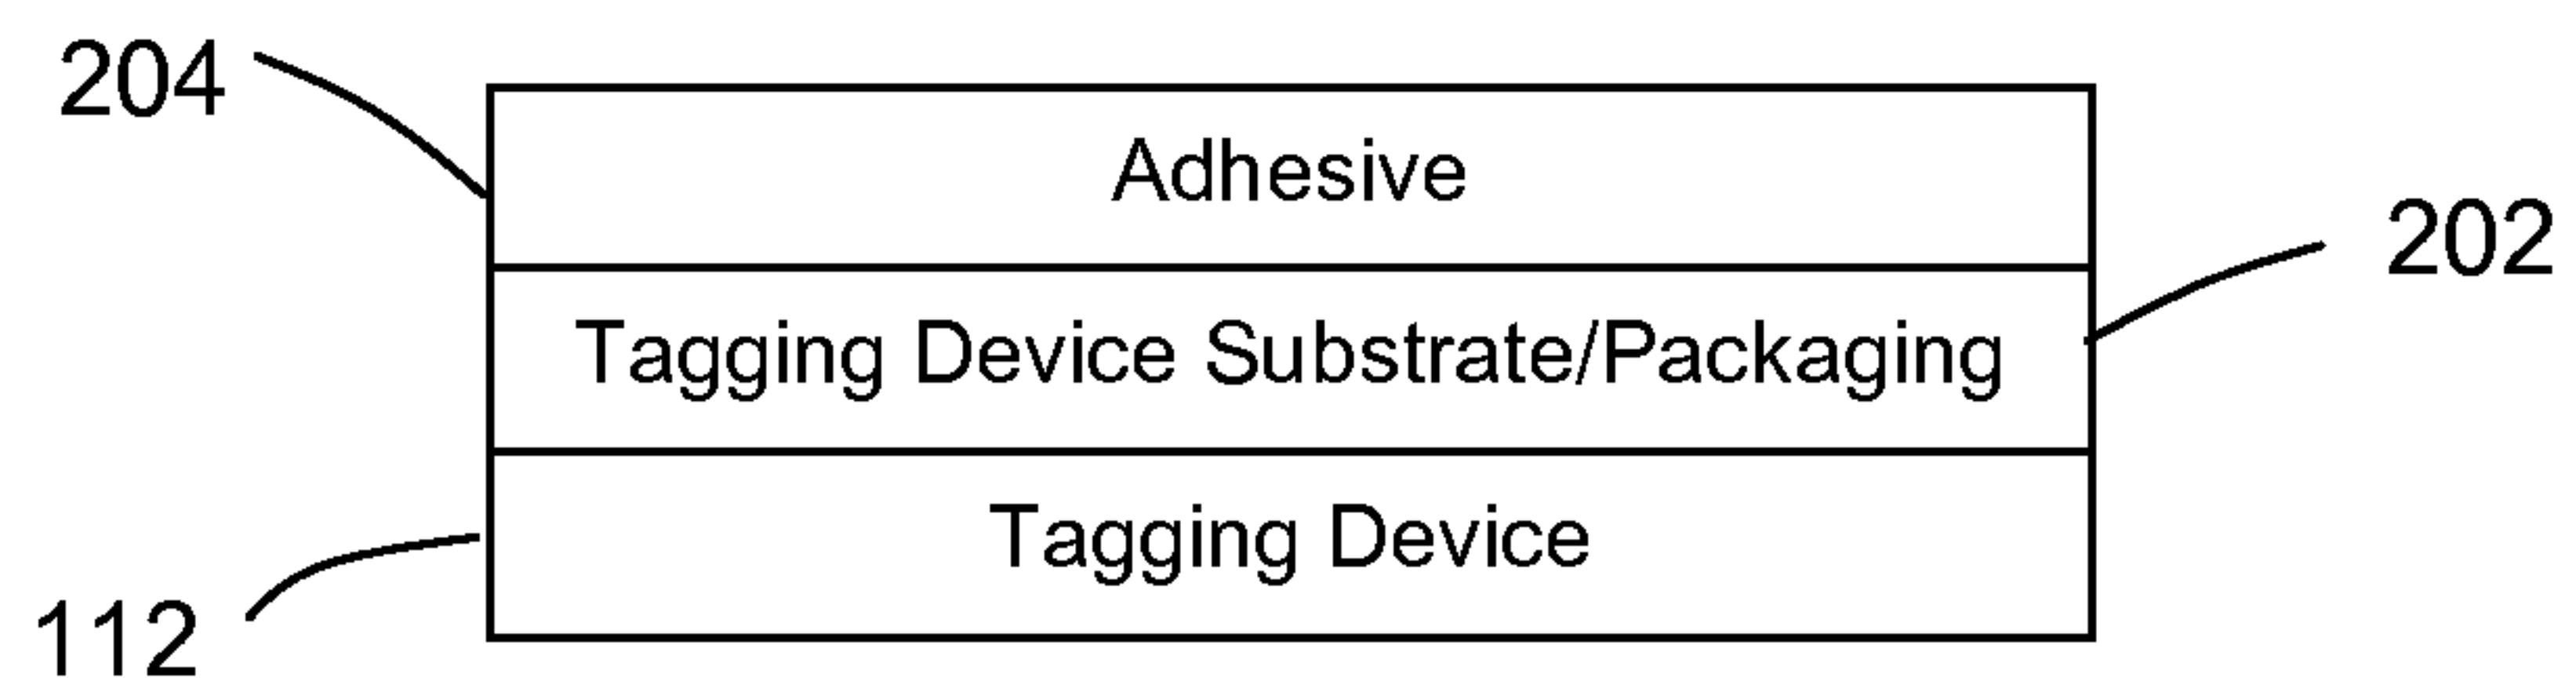 204
Adhesive
202
Tagging Device Substrate/Packaging
Tagging Device
112